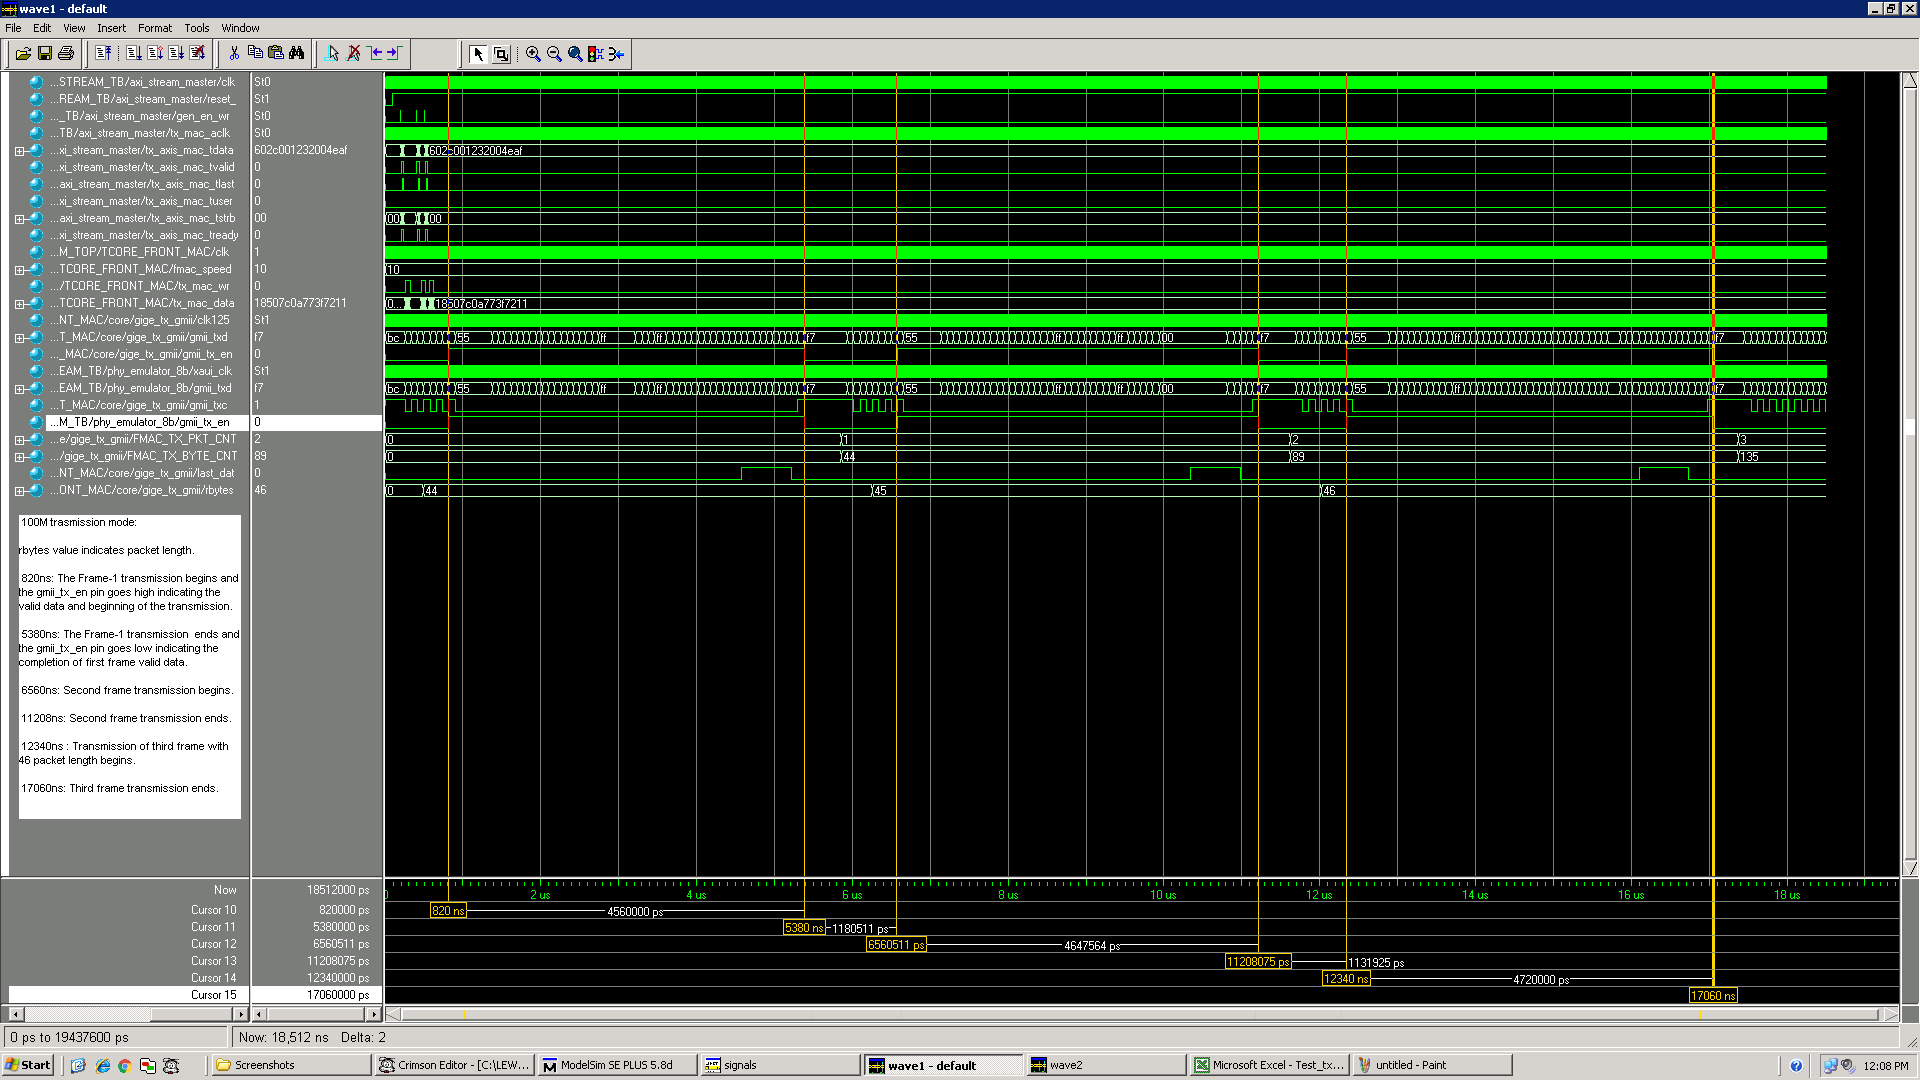 wave1 - default
File Edit View Insert Format Tools Window
...STREAM_TB/axi_stream_master/clk St0
...REAM_TB/axi_stream_master/reset_ St1
..._TB/axi_stream_master/gen_en_wr St0
...TB/axi_stream_master/tx_mac_aclk St0
...xi_stream_master/tx_axis_mac_tdata 602c001232004eaf 602c001232004eaf
...xi_stream_master/tx_axis_mac_tvalid 0
...axi_stream_master/tx_axis_mac_tlast 0
...xi_stream_master/tx_axis_mac_tuser 0
...axi_stream_master/tx_axis_mac_tstrb 00 00 00
...xi_stream_master/tx_axis_mac_tready 0
...M_TOP/TCORE_FRONT_MAC/clk 1
...TCORE_FRONT_MAC/fmac_speed 10 10
.../TCORE_FRONT_MAC/tx_mac_wr 0
...TCORE_FRONT_MAC/tx_mac_data 18507c0a773f7211 0... 18507c0a773f7211
...NT_MAC/core/gige_tx_gmii/clk125 St1
...T_MAC/core/gige_tx_gmii/gmii_txd f7 bc 55 ff ff f7 55 ff ff 00 f7 55 ff ff f7
..._MAC/core/gige_tx_gmii/gmii_tx_en 0
...EAM_TB/phy_emulator_8b/xaui_clk St1
...EAM_TB/phy_emulator_8b/gmii_txd f7 bc 55 ff ff f7 55 ff ff 00 f7 55 ff ff f7
...T_MAC/core/gige_tx_gmii/gmii_txc 1
...M_TB/phy_emulator_8b/gmii_tx_en 0
...e/gige_tx_gmii/FMAC_TX_PKT_CNT 2 0 1 2 3
.../gige_tx_gmii/FMAC_TX_BYTE_CNT 89 0 44 89 135
...NT_MAC/core/gige_tx_gmii/last_dat 0
...ONT_MAC/core/gige_tx_gmii/rbytes 46 0 44 45 46
100M trasmission mode:
rbytes value indicates packet length.
820ns: The Frame-1 transmission begins and
the gmii_tx_en pin goes high indicating the
valid data and beginning of the transmission.
5380ns: The Frame-1 transmission ends and
the gmii_tx_en pin goes low indicating the
completion of first frame valid data.
6560ns: Second frame transmission begins.
11208ns: Second frame transmission ends.
12340ns : Transmission of third frame with
46 packet length begins.
17060ns: Third frame transmission ends.
Now 18512000 ps 0 2 us 4 us 6 us 8 us 10 us 12 us 14 us 16 us 18 us
Cursor 10 820000 ps 820 ns 4560000 ps
Cursor 11 5380000 ps 5380 ns 1180511 ps
Cursor 12 6560511 ps 6560511 ps 4647564 ps
Cursor 13 11208075 ps 11208075 ps 1131925 ps
Cursor 14 12340000 ps 12340 ns 4720000 ps
Cursor 15 17060000 ps 17060 ns
0 ps to 19437600 ps Now: 18,512 ns Delta: 2
Start Screenshots Crimson Editor - [C:\LEW... ModelSim SE PLUS 5.8d signals wave1 - default wave2 Microsoft Excel - Test_tx... untitled - Paint 12:08 PM